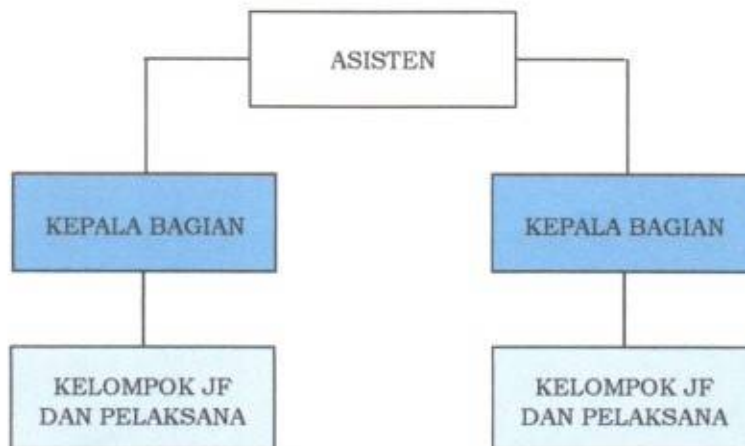 ASISTEN
KEPALA BAGIAN
KEPALA BAGIAN
KELOMPOK JF
DAN PELAKSANA
KELOMPOK JF
DAN PELAKSANA